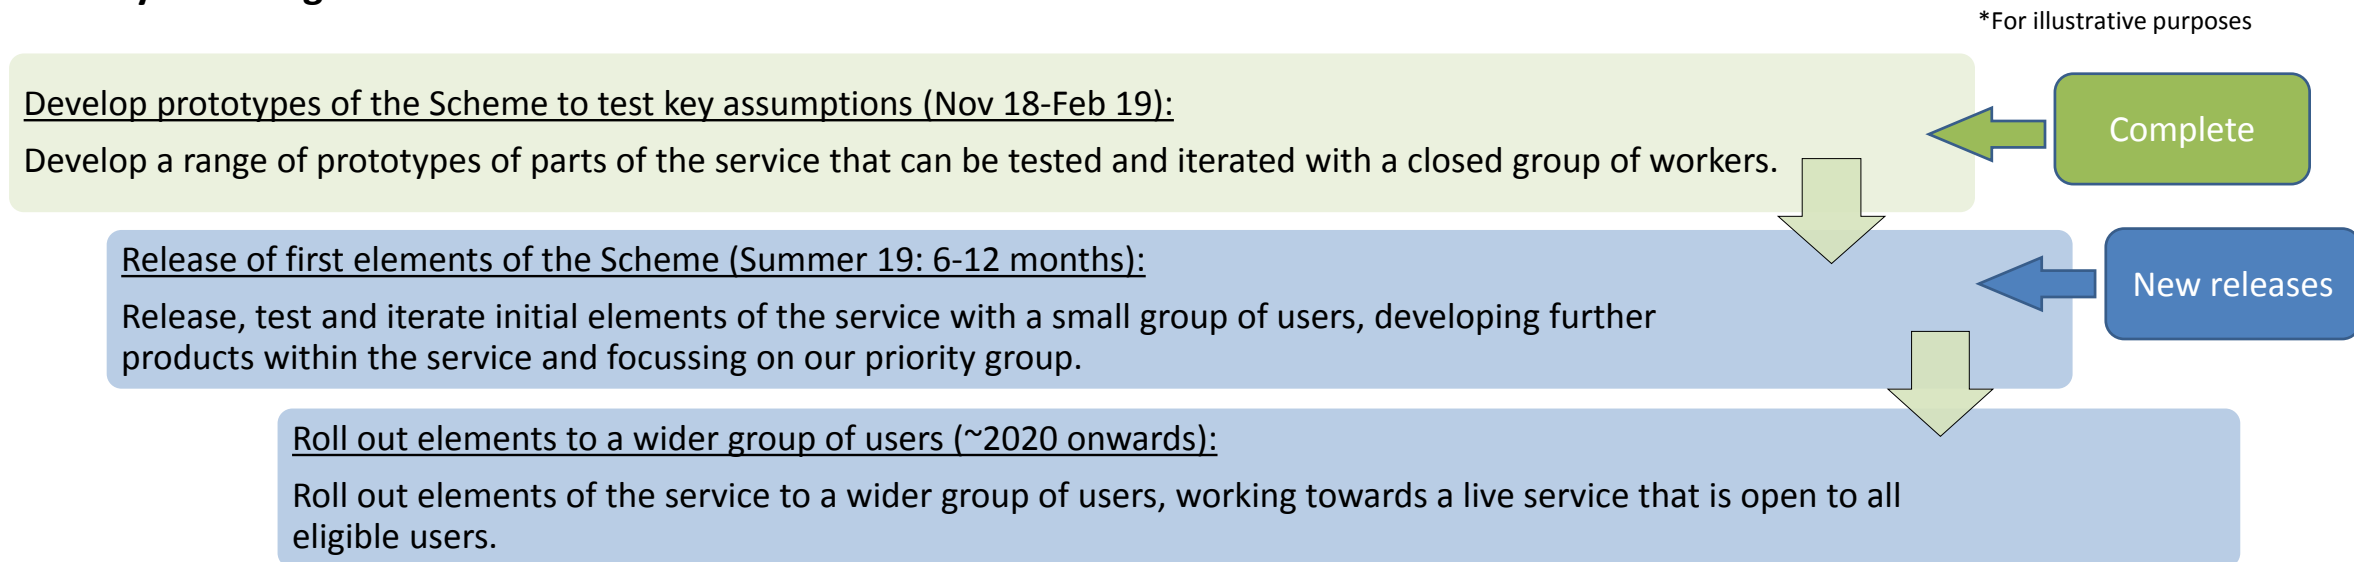 *For illustrative purposes
Develop prototypes of the Scheme to test key assumptions (Nov 18-Feb 19):
Develop a range of prototypes of parts of the service that can be tested and iterated with a closed group of workers.
Complete
Release of first elements of the Scheme (Summer 19: 6-12 months):
Release, test and iterate initial elements of the service with a small group of users, developing further
products within the service and focussing on our priority group.
New releases
Roll out elements to a wider group of users (~2020 onwards):
Roll out elements of the service to a wider group of users, working towards a live service that is open to all
eligible users.